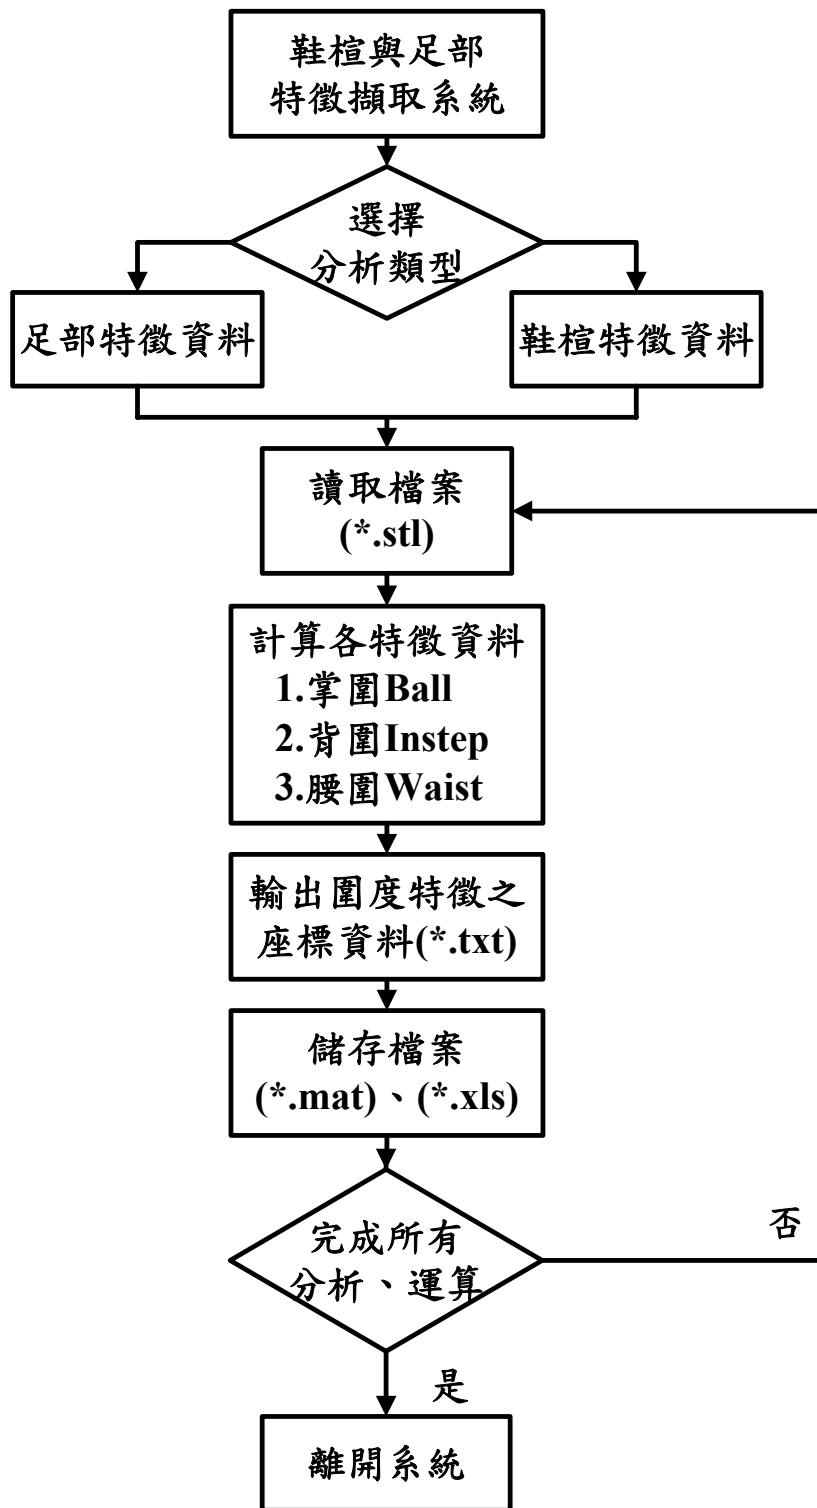 鞋楦與足部
特徵擷取系統
選擇
分析類型
足部特徵資料
鞋楦特徵資料
讀取檔案
(*.stl)
計算各特徵資料
1.掌圍Ball
2.背圍Instep
3.腰圍Waist
輸出圍度特徵之
座標資料(*.txt)
儲存檔案
(*.mat)、(*.xls)
完成所有
分析、運算
否
是
離開系統